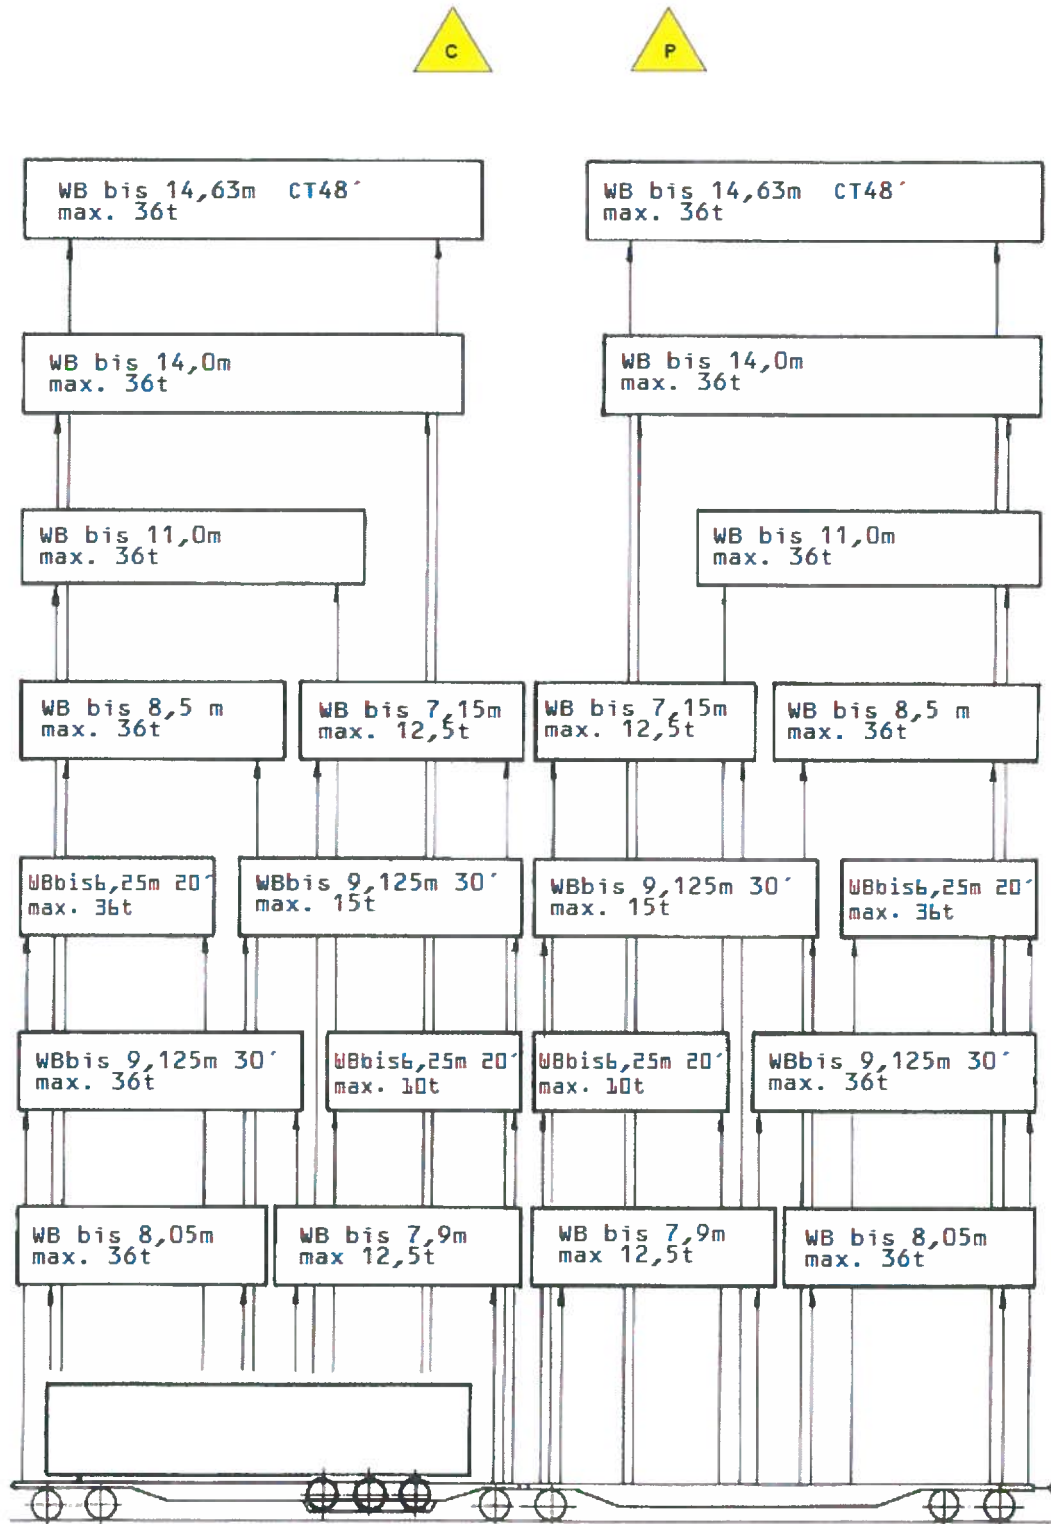 C
P
WB bis 14,63m CT48´
max. 36t
WB bis 14,63m CT48´
max. 36t
WB bis 14,0m
max. 36t
WB bis 14,0m
max. 36t
WB bis 11,0m
max. 36t
WB bis 11,0m
max. 36t
WB bis 8,5 m
max. 36t
WB bis 7,15m
max. 12,5t
WB bis 7,15m
max. 12,5t
WB bis 8,5 m
max. 36t
WBbis6,25m 20´
max. 36t
WBbis 9,125m 30´
max. 15t
WBbis 9,125m 30´
max. 15t
WBbis6,25m 20´
max. 36t
WBbis 9,125m 30´
max. 36t
WBbis6,25m 20´
max. 10t
WBbis6,25m 20´
max. 10t
WBbis 9,125m 30´
max. 36t
WB bis 8,05m
max. 36t
WB bis 7,9m
max 12,5t
WB bis 7,9m
max 12,5t
WB bis 8,05m
max. 36t